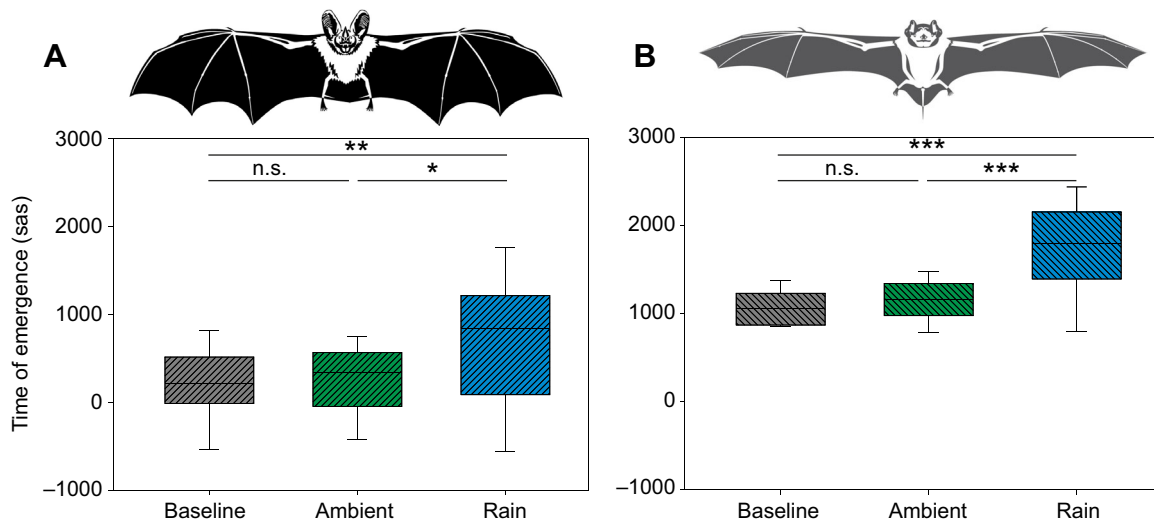 A
B
Time of emergence (sas)
3000
2000
1000
0
–1000
**
n.s.
*
Baseline
Ambient
Rain
3000
2000
1000
0
–1000
***
n.s.
***
Baseline
Ambient
Rain